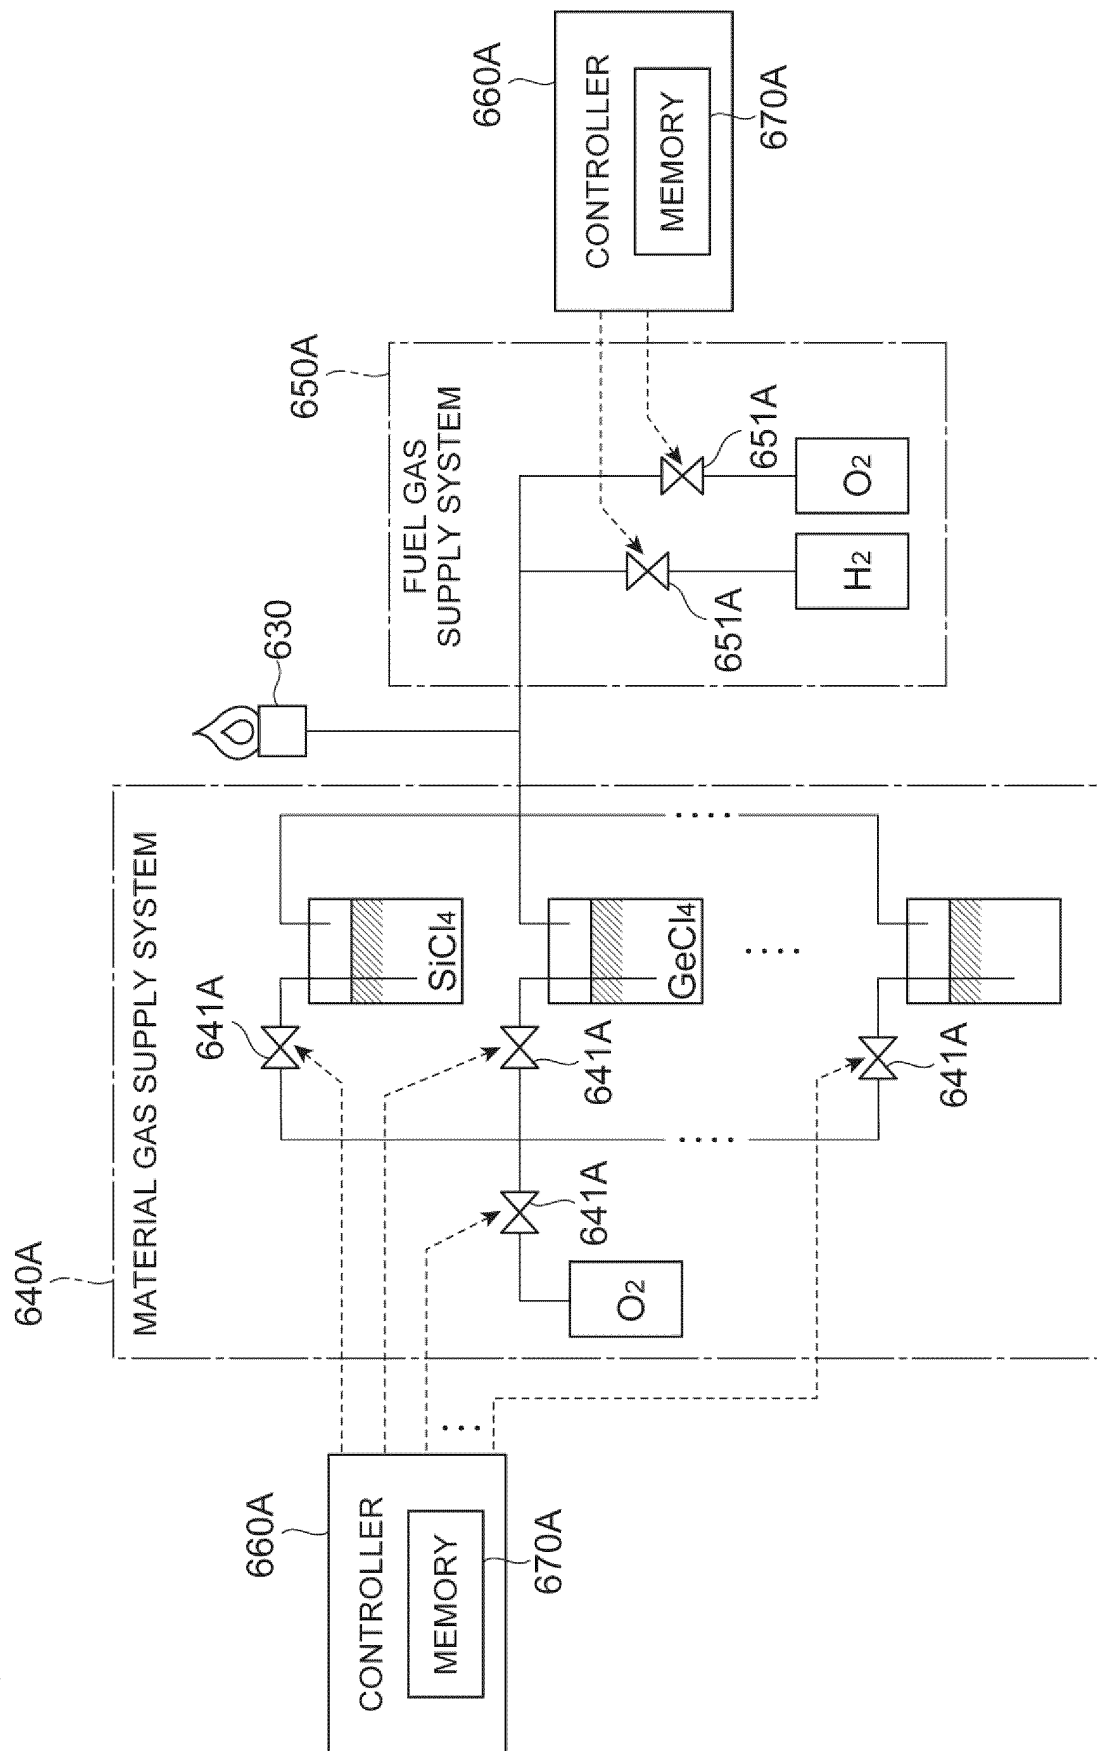 640A
MATERIAL GAS SUPPLY SYSTEM
660A
CONTROLLER
MEMORY
670A
O2
641A
641A
SiCl4
641A
GeCl4
641A
630
650A
FUEL GAS
SUPPLY SYSTEM
651A
H2
651A
O2
660A
CONTROLLER
MEMORY
670A